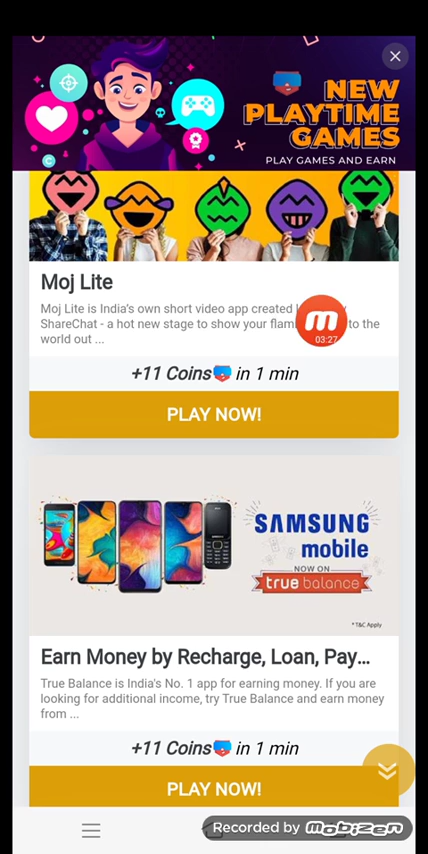 NEW
PLAYTIME
GAMES
PLAY GAMES AND EARN
Moj Lite
Moj Lite is India's own short video app created
ShareChat - a hot new stage to show your to the
world out ...
03:27
+11 Coins in 1 min
PLAY NOW!
SAMSUNG
mobile
NOW ON
true balance
*T&C Apply
Earn Money by Recharge, Loan, Pay...
True Balance is India's No. 1 app for earning money. If you are
looking for additional income, try True Balance and earn money
from ...
+11 Coins in 1 min
PLAY NOW!
Recorded by mobizen